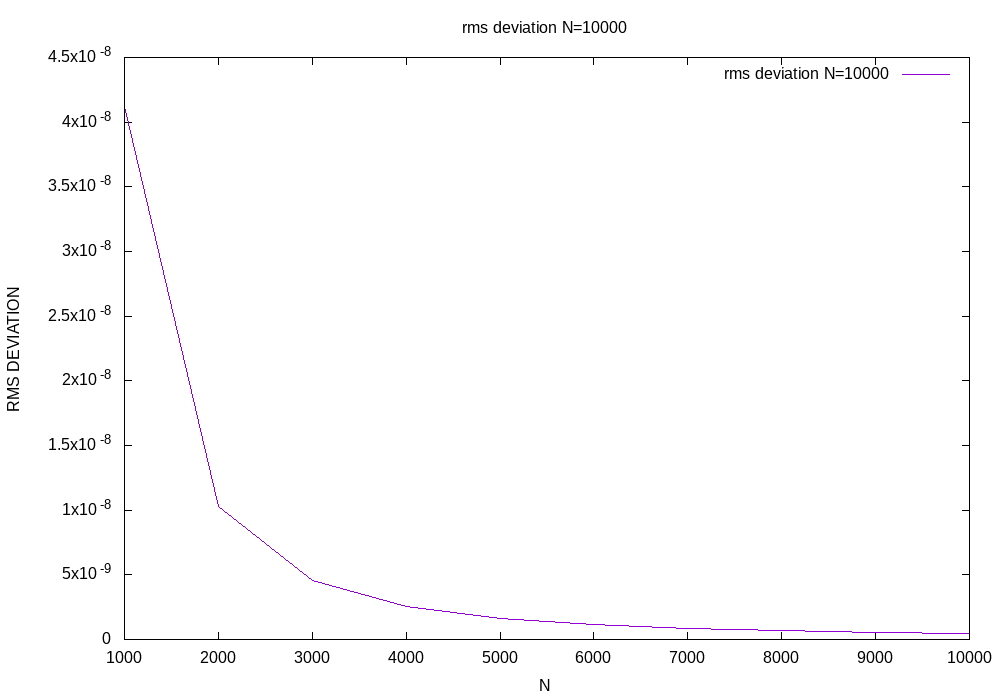 rms deviation N=10000
rms deviation N=10000
4.5x10⁻⁸
4x10⁻⁸
3.5x10⁻⁸
3x10⁻⁸
2.5x10⁻⁸
2x10⁻⁸
1.5x10⁻⁸
1x10⁻⁸
5x10⁻⁹
0
RMS DEVIATION
1000 2000 3000 4000 5000 6000 7000 8000 9000 10000
N